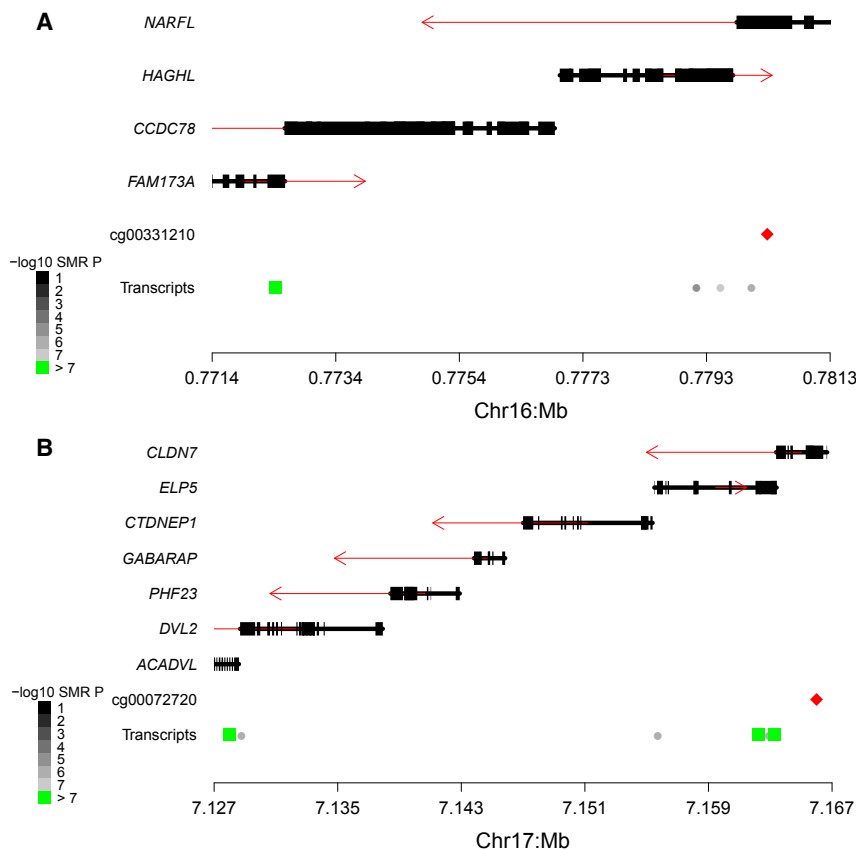 A
NARFL
HAGHL
CCDC78
FAM173A
cg00331210
−log10 SMR P
1
2
3
4
5
6
7
> 7
Transcripts
0.7714 0.7734 0.7754 0.7773 0.7793 0.7813
Chr16:Mb
B
CLDN7
ELP5
CTDNEP1
GABARAP
PHF23
DVL2
ACADVL
cg00072720
−log10 SMR P
1
2
3
4
5
6
7
> 7
Transcripts
7.127 7.135 7.143 7.151 7.159 7.167
Chr17:Mb